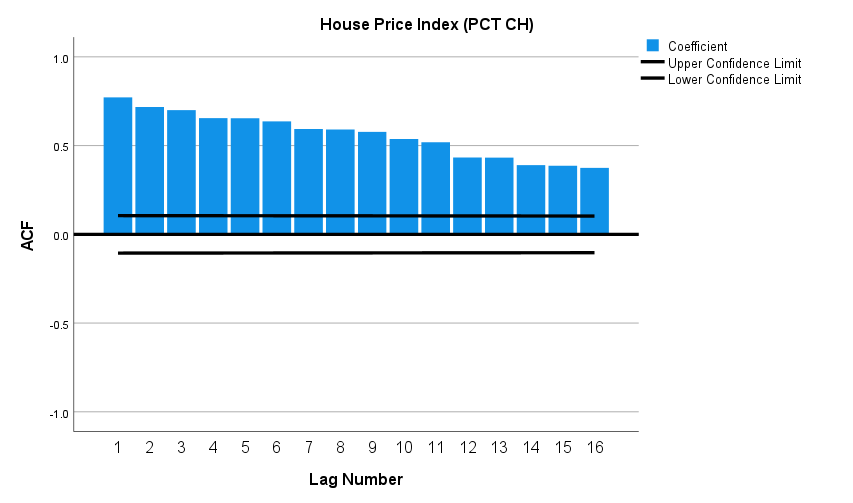 House Price Index (PCT CH)
Coefficient
Upper Confidence Limit
Lower Confidence Limit
1.0
0.5
0.0
-0.5
-1.0
ACF
1 2 3 4 5 6 7 8 9 10 11 12 13 14 15 16
Lag Number